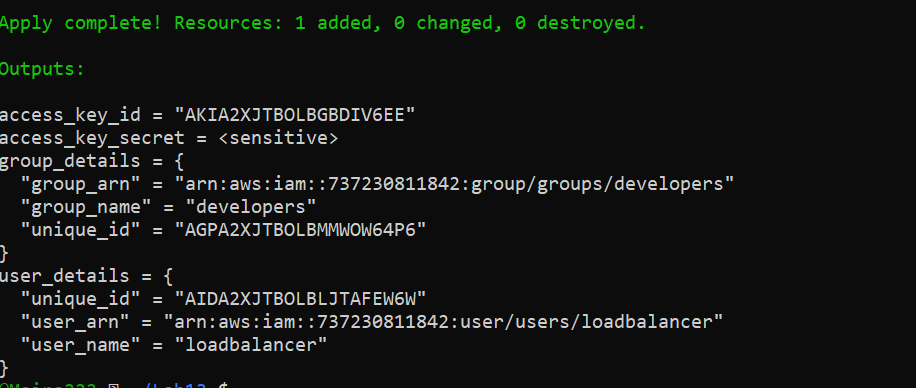 Apply complete! Resources: 1 added, 0 changed, 0 destroyed.
Outputs:
access_key_id = "AKIA2XJTBOLBGBDIV6EE"
access_key_secret = <sensitive>
group_details = {
  "group_arn" = "arn:aws:iam::737230811842:group/groups/developers"
  "group_name" = "developers"
  "unique_id" = "AGPA2XJTBOLBMMWOW64P6"
}
user_details = {
  "unique_id" = "AIDA2XJTBOLBLJTAFEW6W"
  "user_arn" = "arn:aws:iam::737230811842:user/users/loadbalancer"
  "user_name" = "loadbalancer"
}